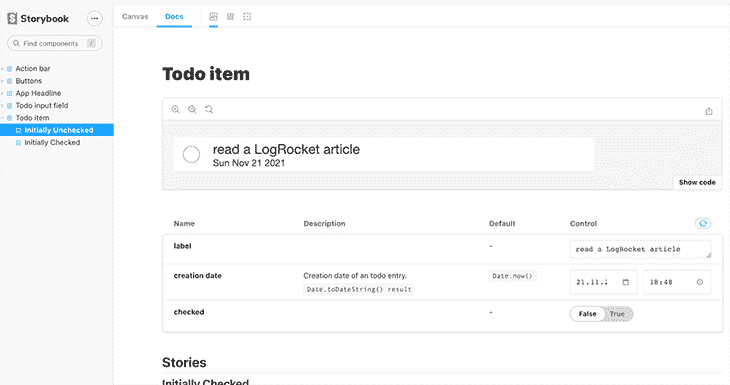 Storybook
Find components /
Action bar
Buttons
App Headline
Todo input field
Todo item
Initially Unchecked
Initially Checked
Canvas Docs
Todo item
read a LogRocket article
Sun Nov 21 2021
Show code
Name Description Default Control
label - read a LogRocket article
creation date Creation date of an todo entry. Date.now() 21.11. 18:48
Date.toDateString() result
checked - False True
Stories
Initially Checked